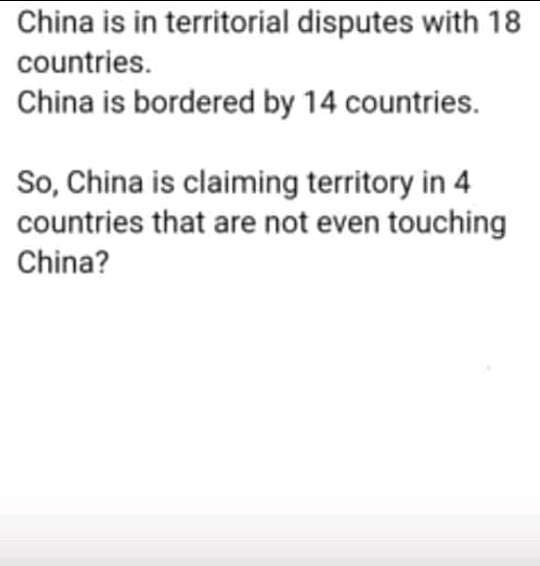 China is in territorial disputes with 18
countries.
China is bordered by 14 countries.
So, China is claiming territory in 4
countries that are not even touching
China?